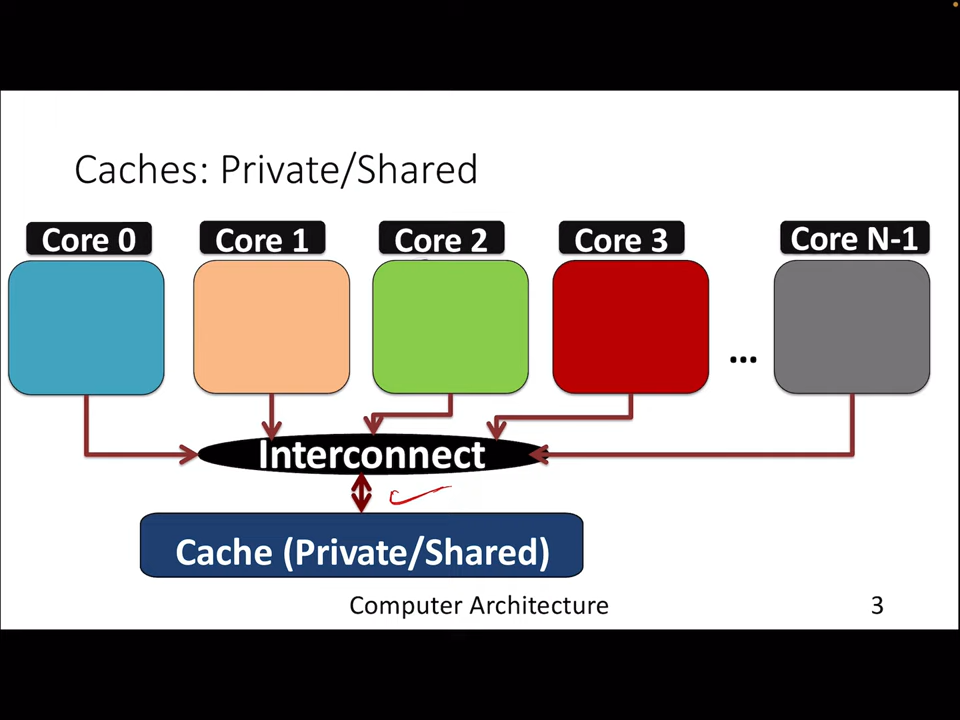 Caches: Private/Shared
Core 0
Core 1
Core 2
Core 3
Core N-1
...
Interconnect
Cache (Private/Shared)
Computer Architecture
3